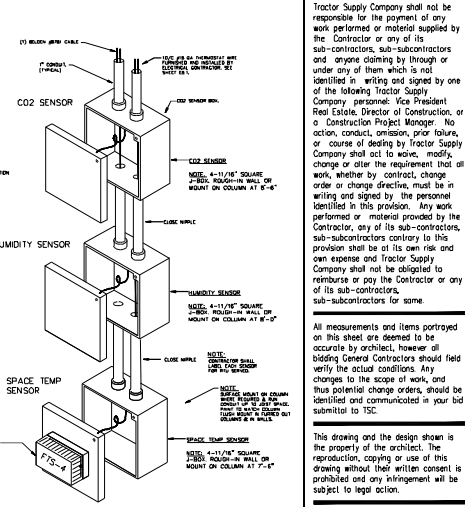 (1) BELDEN #8761 CABLE
1" CONDUIT,
(TYPICAL)
10/C #18 GA THERMOSTAT WIRE
FURNISHED AND INSTALLED BY
ELECTRICAL CONTRACTOR. SEE
SHEET
CO2 SENSOR
CO2 SENSOR BOX.
CO2 SENSOR
NOTE: 4-11/16" SQUARE
J-BOX. ROUGH-IN WALL OR
MOUNT ON COLUMN AT 8'-6"
CLOSE NIPPLE
UMIDITY SENSOR
HUMIDITY SENSOR
NOTE: 4-11/16" SQUARE
J-BOX. ROUGH-IN WALL OR
MOUNT ON COLUMN AT 8'-0"
CLOSE NIPPLE
NOTE:
CONTRACTOR SHALL
LABEL EACH SENSOR
FOR RTU SERVED.
SPACE TEMP
SENSOR
NOTE
SURFACE MOUNT ON COLUMN
WHERE REQUIRED & RUN
CONDUIT UP TO JOIST SPACE.
PAINT TO MATCH COLUMN
FLUSH MOUNT IN FURRED OUT
COLUMNS & IN WALLS.
SPACE TEMP SENSOR
NOTE: 4-11/16" SQUARE
J-BOX. ROUGH-IN WALL OR
MOUNT ON COLUMN AT 7'-6"
FTS-4
Tractor Supply Company shall not be
responsible for the payment of any
work performed or material supplied by
the Contractor or any of its
sub-contractors, sub-subcontractors
and anyone claiming by through or
under any of them which is not
identified in writing and signed by one
of the following Tractor Supply
Company personnel: Vice President
Real Estate, Director of Construction, or
a Construction Project Manager. No
action, conduct, omission, prior failure,
or course of dealing by Tractor Supply
Company shall act to waive, modify,
change or alter the requirement that all
work, whether by contract, change
order or change directive, must be in
writing and signed by the personnel
identified in this provision. Any work
performed or material provided by the
Contractor, any of its sub-contractors,
sub-subcontractors contrary to this
provision shall be at its own risk and
own expense and Tractor Supply
Company shall not be obligated to
reimburse or pay the Contractor or any
of its sub-contractors,
sub-subcontractors for same.
All measurements and items portrayed
on this sheet are deemed to be
accurate by architect, however all
bidding General Contractors should field
verify the actual conditions. Any
changes to the scope of work, and
thus potential change orders, should be
identified and communicated in your bid
submittal to TSC.
This drawing and the design shown is
the property of the architect. The
reproduction, copying or use of this
drawing without their written consent is
prohibited and any infringement will be
subject to legal action.